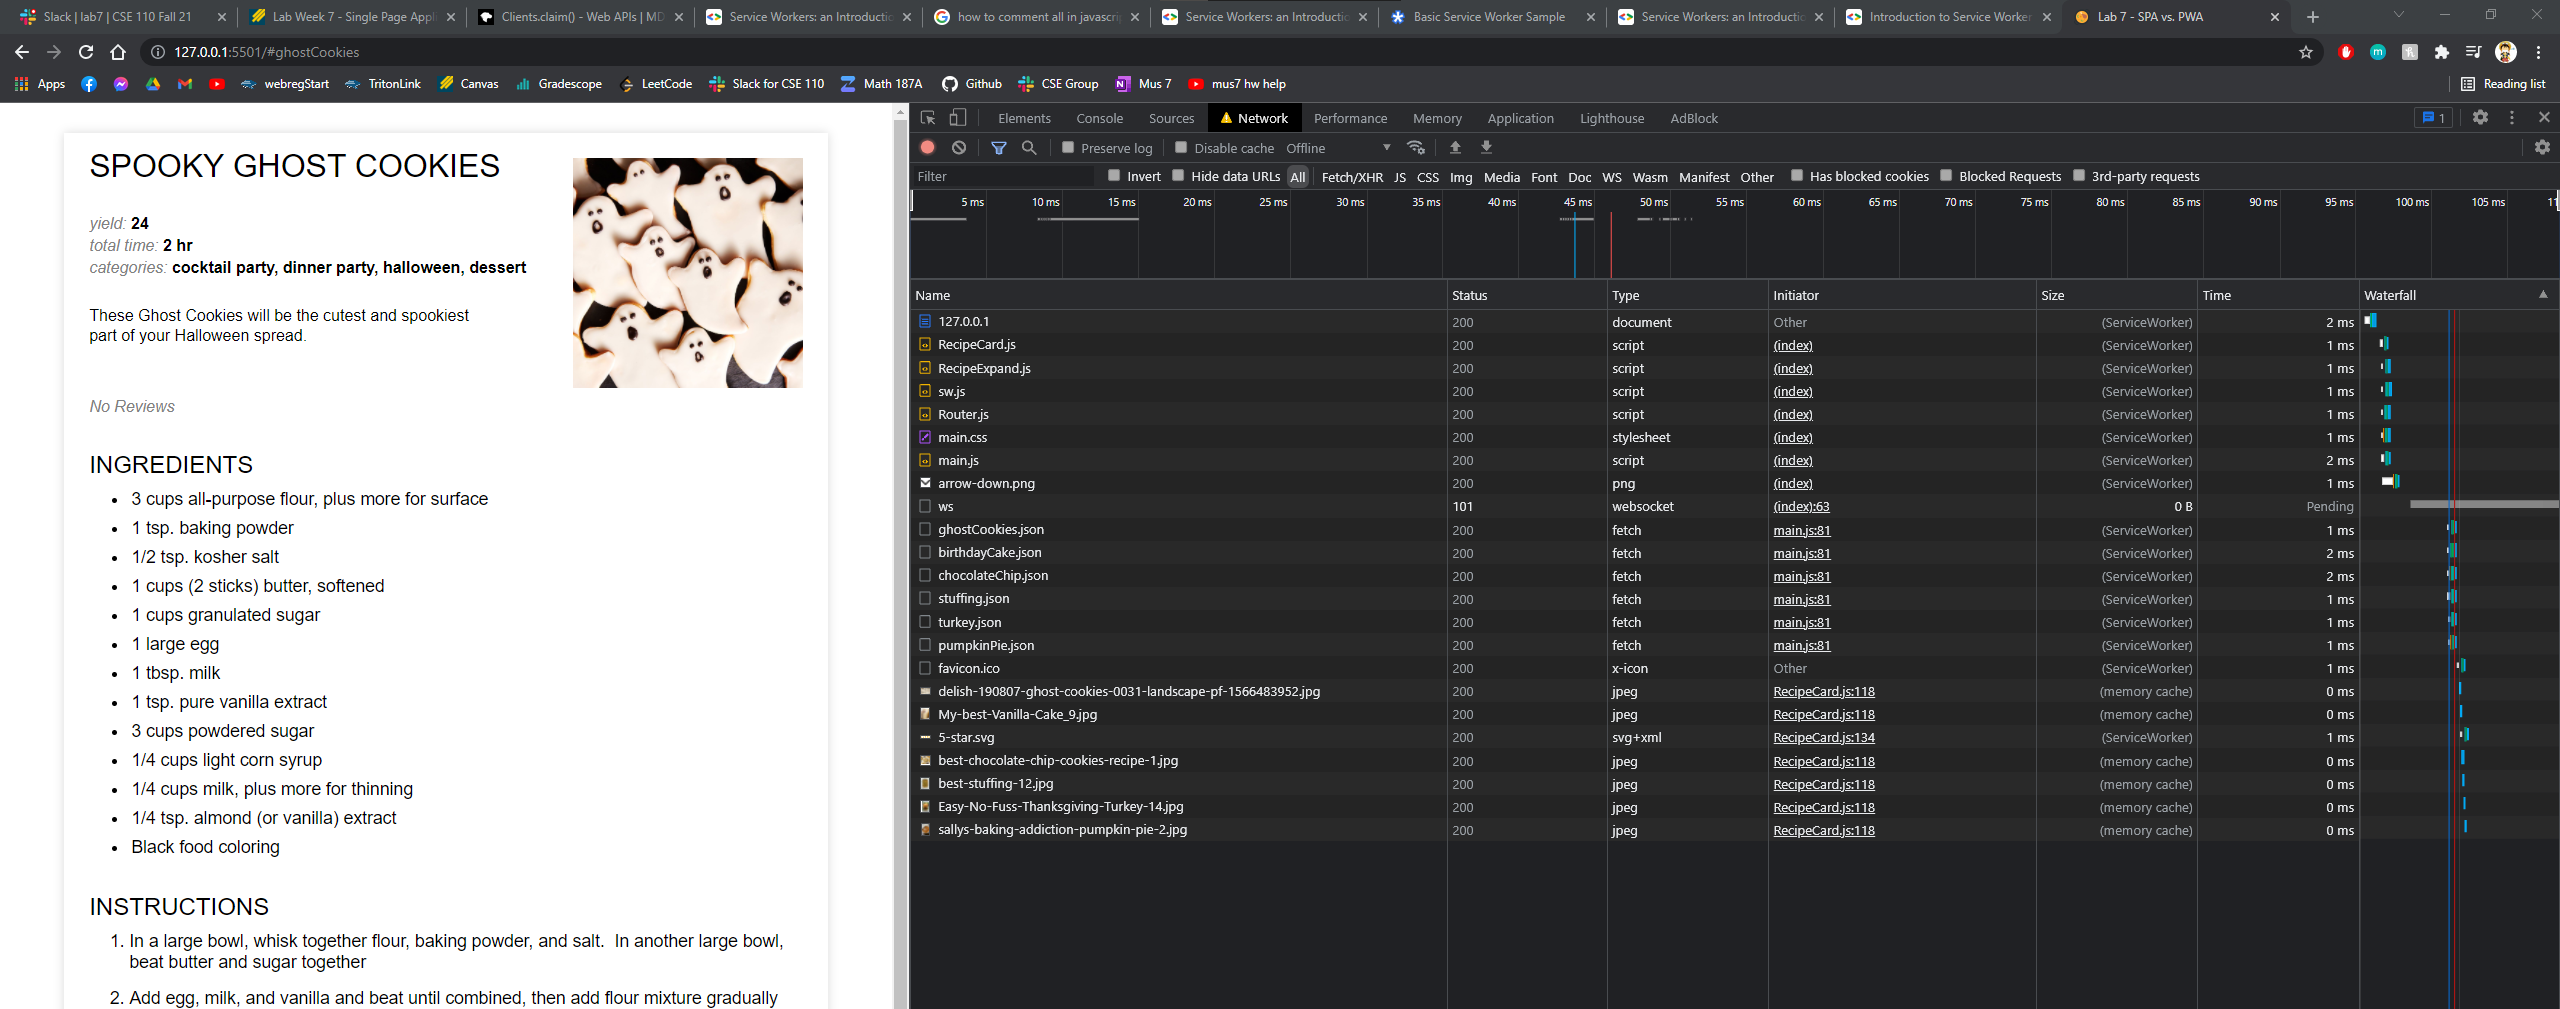 Slack | lab7 | CSE 110 Fall 21
Lab Week 7 - Single Page Appli
Clients.claim() - Web APIs | MD
Service Workers: an Introductio
how to comment all in javascri
Service Workers: an Introductio
Basic Service Worker Sample
Service Workers: an Introductio
Introduction to Service Worker
Lab 7 - SPA vs. PWA
127.0.0.1:5501/#ghostCookies
Apps
webregStart
TritonLink
Canvas
Gradescope
LeetCode
Slack for CSE 110
Math 187A
Github
CSE Group
Mus 7
mus7 hw help
Reading list
SPOOKY GHOST COOKIES
yield: 24
total time: 2 hr
categories: cocktail party, dinner party, halloween, dessert
These Ghost Cookies will be the cutest and spookiest
part of your Halloween spread.
No Reviews
INGREDIENTS
• 3 cups all-purpose flour, plus more for surface
• 1 tsp. baking powder
• 1/2 tsp. kosher salt
• 1 cups (2 sticks) butter, softened
• 1 cups granulated sugar
• 1 large egg
• 1 tbsp. milk
• 1 tsp. pure vanilla extract
• 3 cups powdered sugar
• 1/4 cups light corn syrup
• 1/4 cups milk, plus more for thinning
• 1/4 tsp. almond (or vanilla) extract
• Black food coloring
INSTRUCTIONS
1. In a large bowl, whisk together flour, baking powder, and salt. In another large bowl,
beat butter and sugar together
2. Add egg, milk, and vanilla and beat until combined, then add flour mixture gradually
Elements Console Sources Network Performance Memory Application Lighthouse AdBlock 1
Preserve log Disable cache Offline
Filter Invert Hide data URLs All Fetch/XHR JS CSS Img Media Font Doc WS Wasm Manifest Other Has blocked cookies Blocked Requests 3rd-party requests
5 ms 10 ms 15 ms 20 ms 25 ms 30 ms 35 ms 40 ms 45 ms 50 ms 55 ms 60 ms 65 ms 70 ms 75 ms 80 ms 85 ms 90 ms 95 ms 100 ms 105 ms 11
Name Status Type Initiator Size Time Waterfall
127.0.0.1 200 document Other (ServiceWorker) 2 ms
RecipeCard.js 200 script (index) (ServiceWorker) 1 ms
RecipeExpand.js 200 script (index) (ServiceWorker) 1 ms
sw.js 200 script (index) (ServiceWorker) 1 ms
Router.js 200 script (index) (ServiceWorker) 1 ms
main.css 200 stylesheet (index) (ServiceWorker) 1 ms
main.js 200 script (index) (ServiceWorker) 2 ms
arrow-down.png 200 png (index) (ServiceWorker) 1 ms
ws 101 websocket (index):63 0 B Pending
ghostCookies.json 200 fetch main.js:81 (ServiceWorker) 1 ms
birthdayCake.json 200 fetch main.js:81 (ServiceWorker) 2 ms
chocolateChip.json 200 fetch main.js:81 (ServiceWorker) 2 ms
stuffing.json 200 fetch main.js:81 (ServiceWorker) 1 ms
turkey.json 200 fetch main.js:81 (ServiceWorker) 1 ms
pumpkinPie.json 200 fetch main.js:81 (ServiceWorker) 1 ms
favicon.ico 200 x-icon Other (ServiceWorker) 1 ms
delish-190807-ghost-cookies-0031-landscape-pf-1566483952.jpg 200 jpeg RecipeCard.js:118 (memory cache) 0 ms
My-best-Vanilla-Cake_9.jpg 200 jpeg RecipeCard.js:118 (memory cache) 0 ms
5-star.svg 200 svg+xml RecipeCard.js:134 (ServiceWorker) 1 ms
best-chocolate-chip-cookies-recipe-1.jpg 200 jpeg RecipeCard.js:118 (memory cache) 0 ms
best-stuffing-12.jpg 200 jpeg RecipeCard.js:118 (memory cache) 0 ms
Easy-No-Fuss-Thanksgiving-Turkey-14.jpg 200 jpeg RecipeCard.js:118 (memory cache) 0 ms
sallys-baking-addiction-pumpkin-pie-2.jpg 200 jpeg RecipeCard.js:118 (memory cache) 0 ms